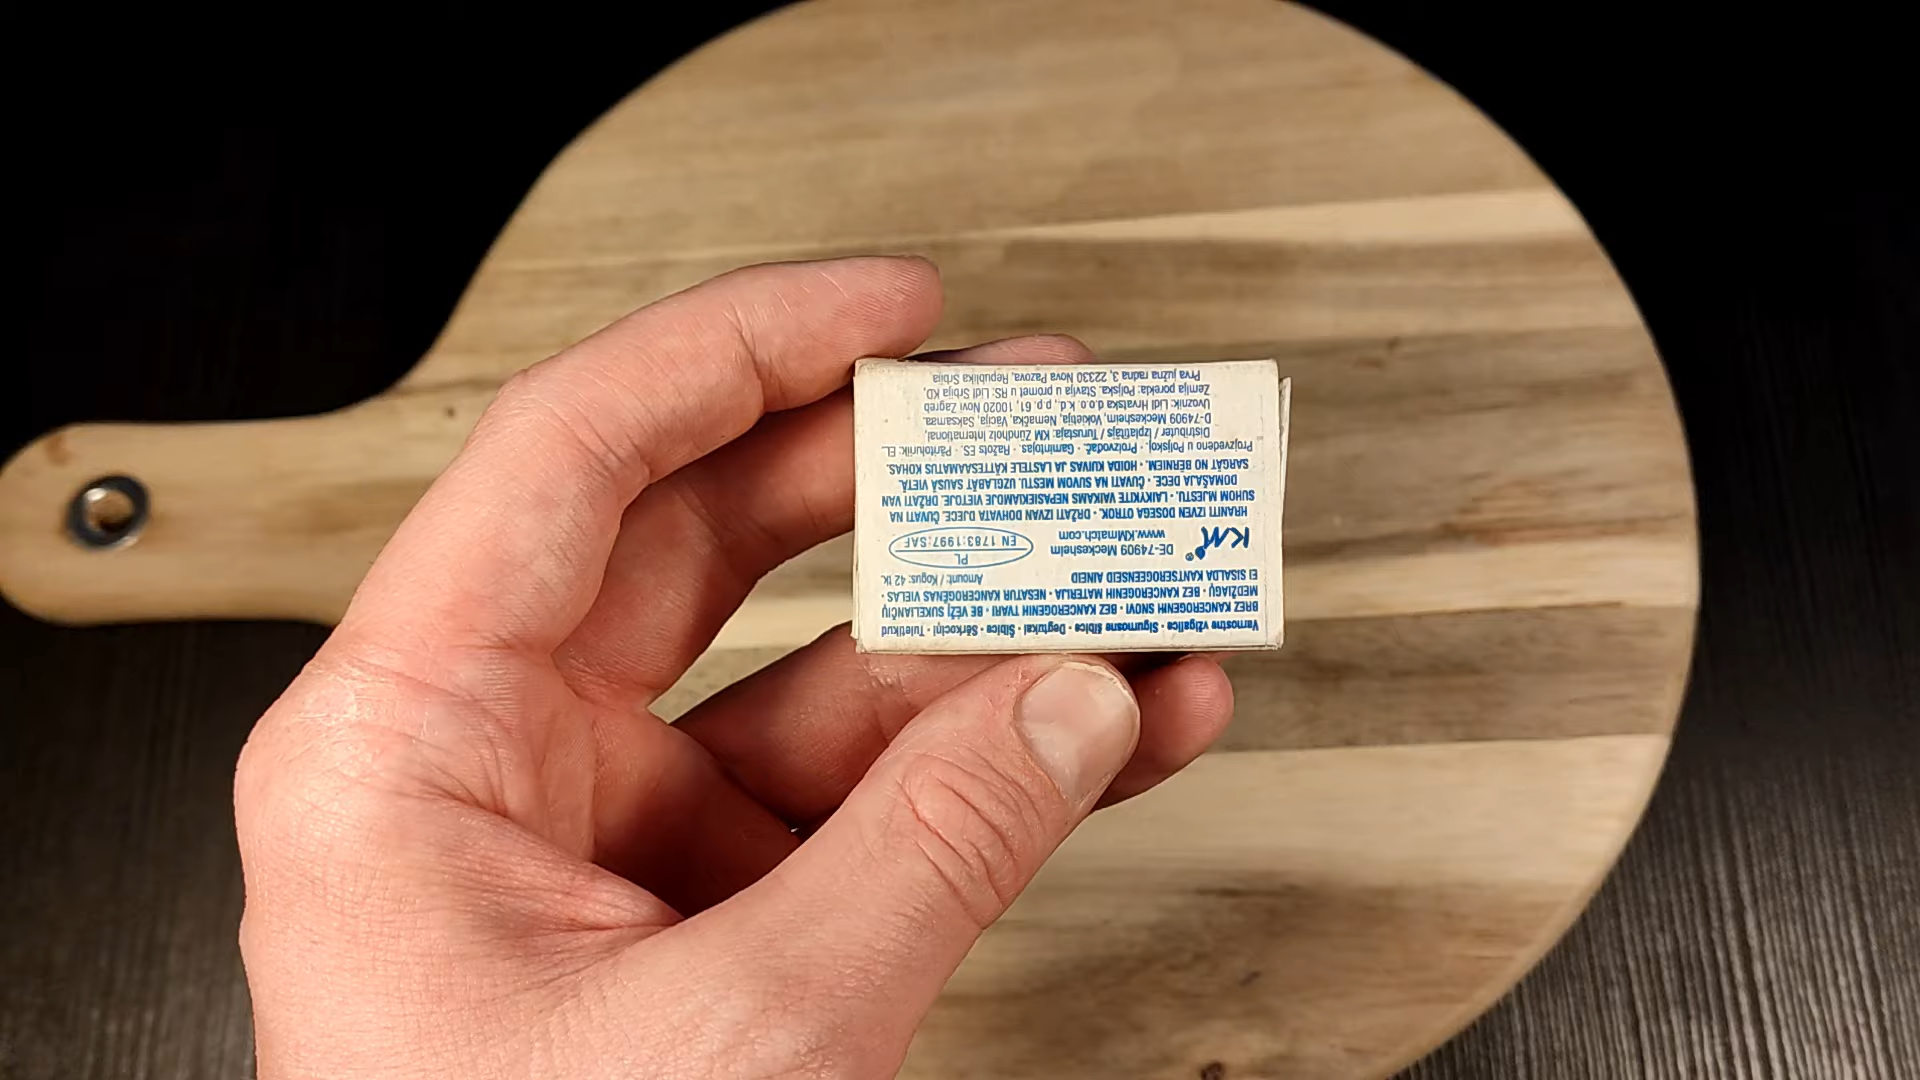 Varnostne vžigalice · Sigurnosne šibice · Degtukai · Šibice · Sērkociņi · Tuletikud
BREZ KANCEROGENIH SNOVI · BEZ KANCEROGENIH TVARI · BE VĖŽĮ SUKELIANČIŲ
MEDŽIAGŲ · BEZ KANCEROGENIH MATERIJA · NESATUR KANCEROGĒNAS VIELAS ·
EI SISALDA KANTSEROGEENSEID AINEID
Amount: / Kogus: 42 tk.
KM®
DE-74909 Meckesheim
www.KMmatch.com
PL
EN 1783:1997:SAF
HRANITI IZVEN DOSEGA OTROK. · DRŽATI IZVAN DOHVATA DJECE. ČUVATI NA
SUHOM MJESTU. · LAIKYKITE VAIKAMS NEPASIEKIAMOJE VIETOJE. DRŽATI VAN
DOMAŠAJA DECE. · ČUVATI NA SUVOM MESTU. UZGLABĀT SAUSĀ VIETĀ.
SARGĀT NO BĒRNIEM. · HOIDA KUIVAS JA LASTELE KÄTTESAAMATUS KOHAS.
Proizvedeno u Poljskoj. · Proizvođač · Gamintojas · Ražots ES. · Päritoluriik: EL.
Distributer / Izplatītājs / Turustaja: KM Zündholz International,
D-74909 Meckesheim, Vokietija, Nemačka, Vācija, Saksamaa.
Uvoznik: Lidl Hrvatska d.o.o. k.d., p.p. 61, 10020 Novi Zagreb
Zemlja porekla: Poljska. Stavlja u promet u RS: Lidl Srbija KD,
Prva južna radna 3, 22330 Nova Pazova, Republika Srbija